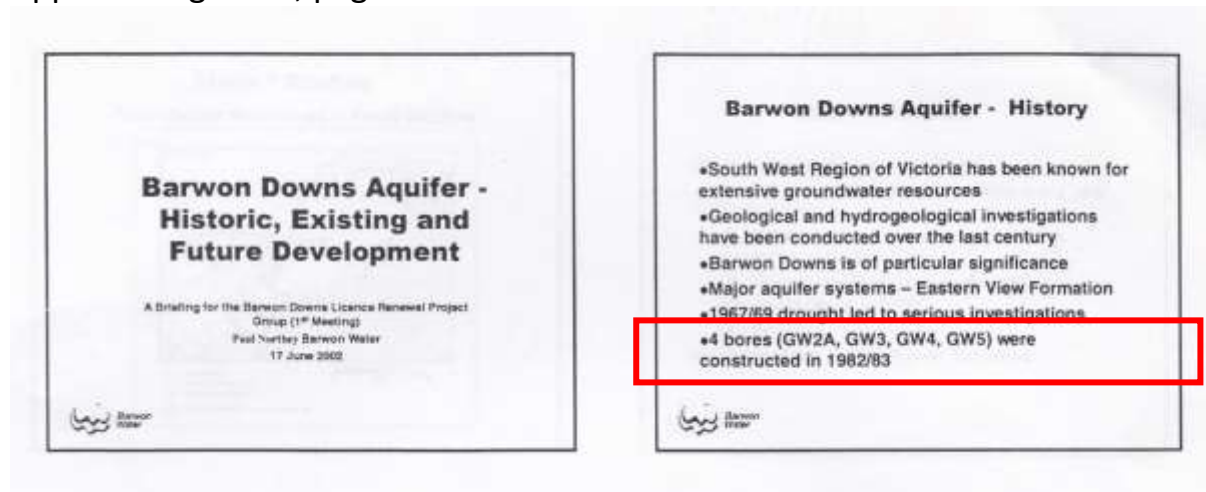 Barwon Downs Aquifer -
Historic, Existing and
Future Development
A Briefing for the Barwon Downs Licence Renewal Project
Group (1st Meeting)
Paul Northey Barwon Water
17 June 2002
Barwon
Water
Barwon Downs Aquifer - History
•South West Region of Victoria has been known for
extensive groundwater resources
•Geological and hydrogeological investigations
have been conducted over the last century
•Barwon Downs is of particular significance
•Major aquifer systems – Eastern View Formation
•1967/69 drought led to serious investigations
•4 bores (GW2A, GW3, GW4, GW5) were
constructed in 1982/83
Barwon
Water